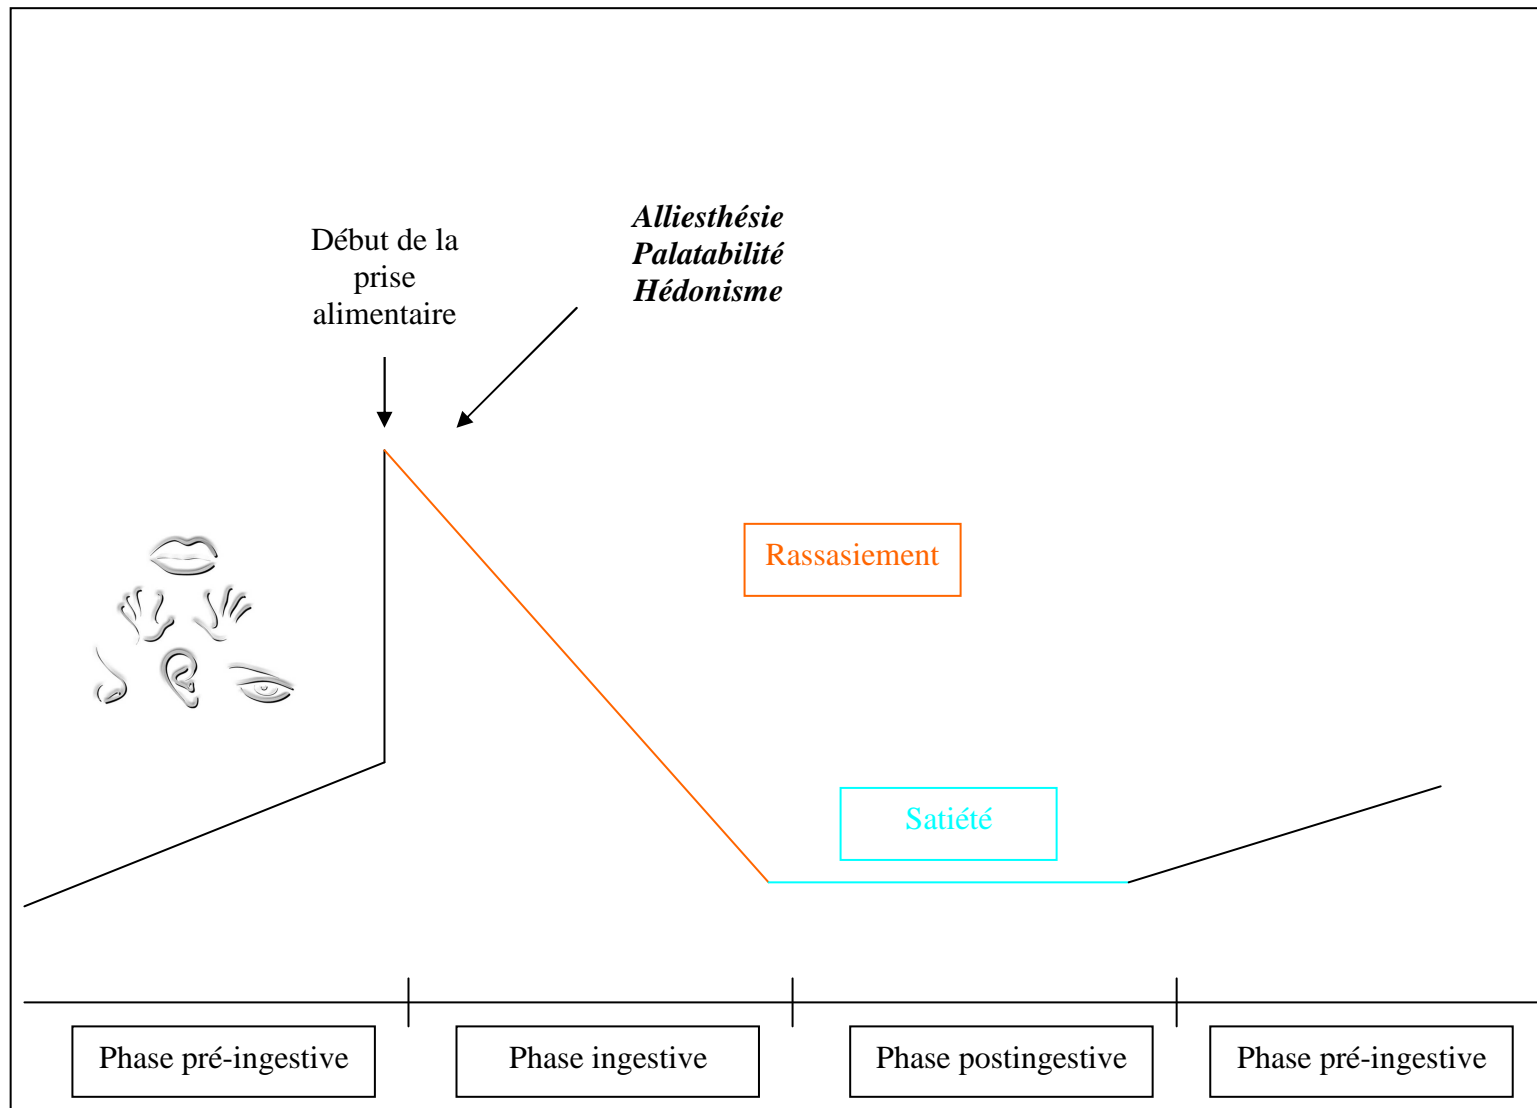 Début de la
prise
alimentaire
Alliesthésie
Palatabilité
Hédonisme
Rassasiement
Satiété
Phase pré-ingestive
Phase ingestive
Phase postingestive
Phase pré-ingestive